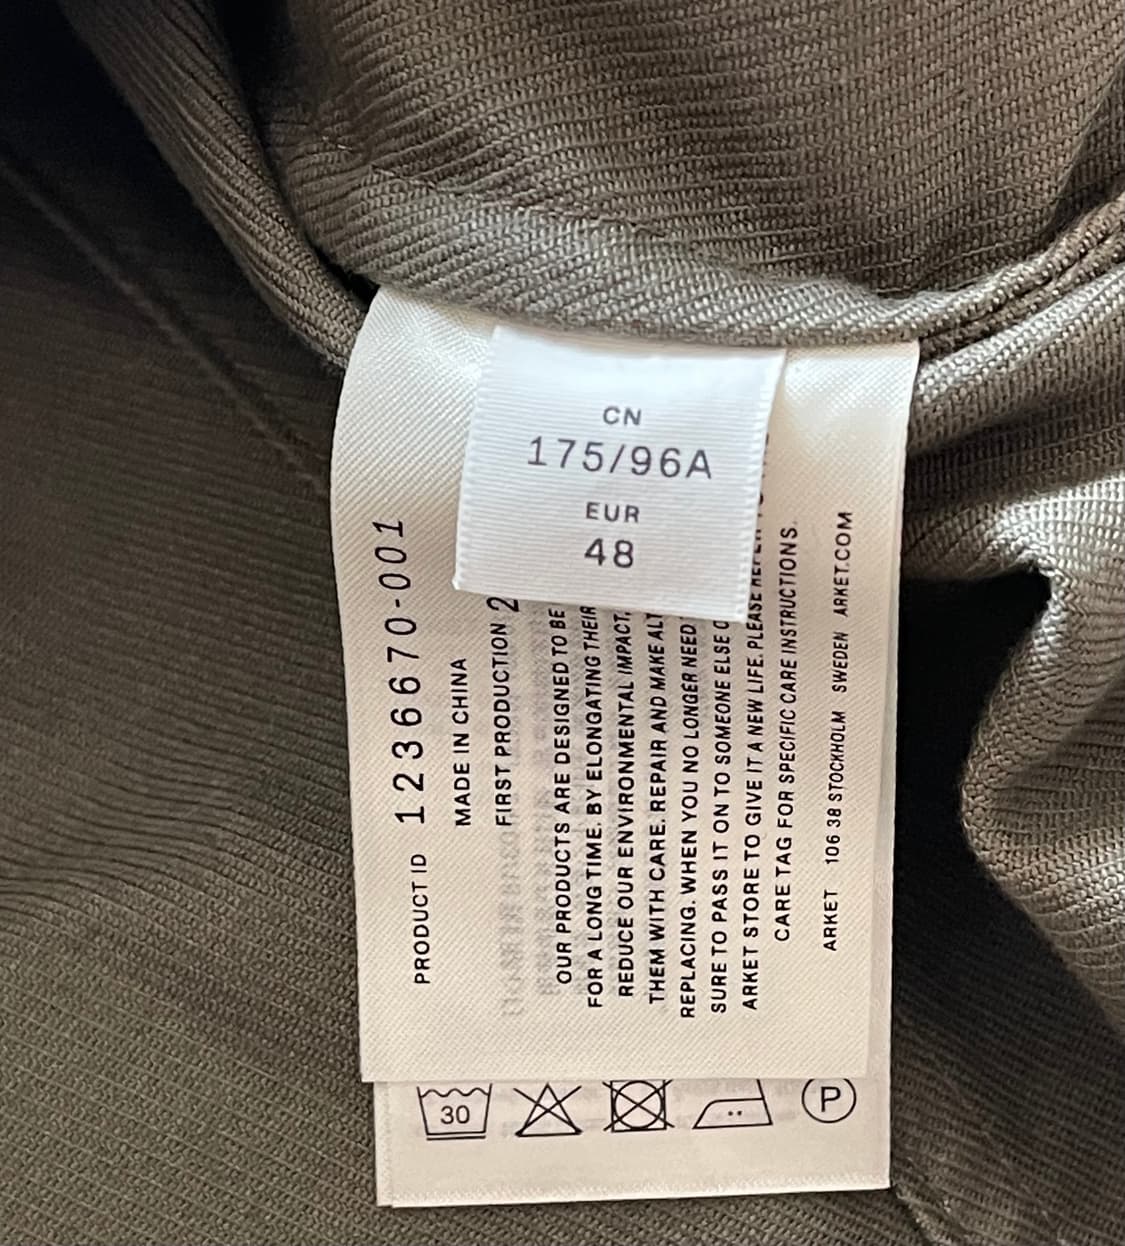 CN
175/96A
EUR
48
PRODUCT ID 1236670-001
MADE IN CHINA
FIRST PRODUCTION 2
OUR PRODUCTS ARE DESIGNED TO BE
FOR A LONG TIME. BY ELONGATING THEIR
REDUCE OUR ENVIRONMENTAL IMPACT,
THEM WITH CARE. REPAIR AND MAKE
REPLACING. WHEN YOU NO LONGER NEED
SURE TO PASS IT ON TO SOMEONE ELSE
ARKET STORE TO GIVE IT A NEW LIFE. PLEASE
CARE TAG FOR SPECIFIC CARE INSTRUCTIONS.
ARKET 106 38 STOCKHOLM SWEDEN ARKET.COM
30
P